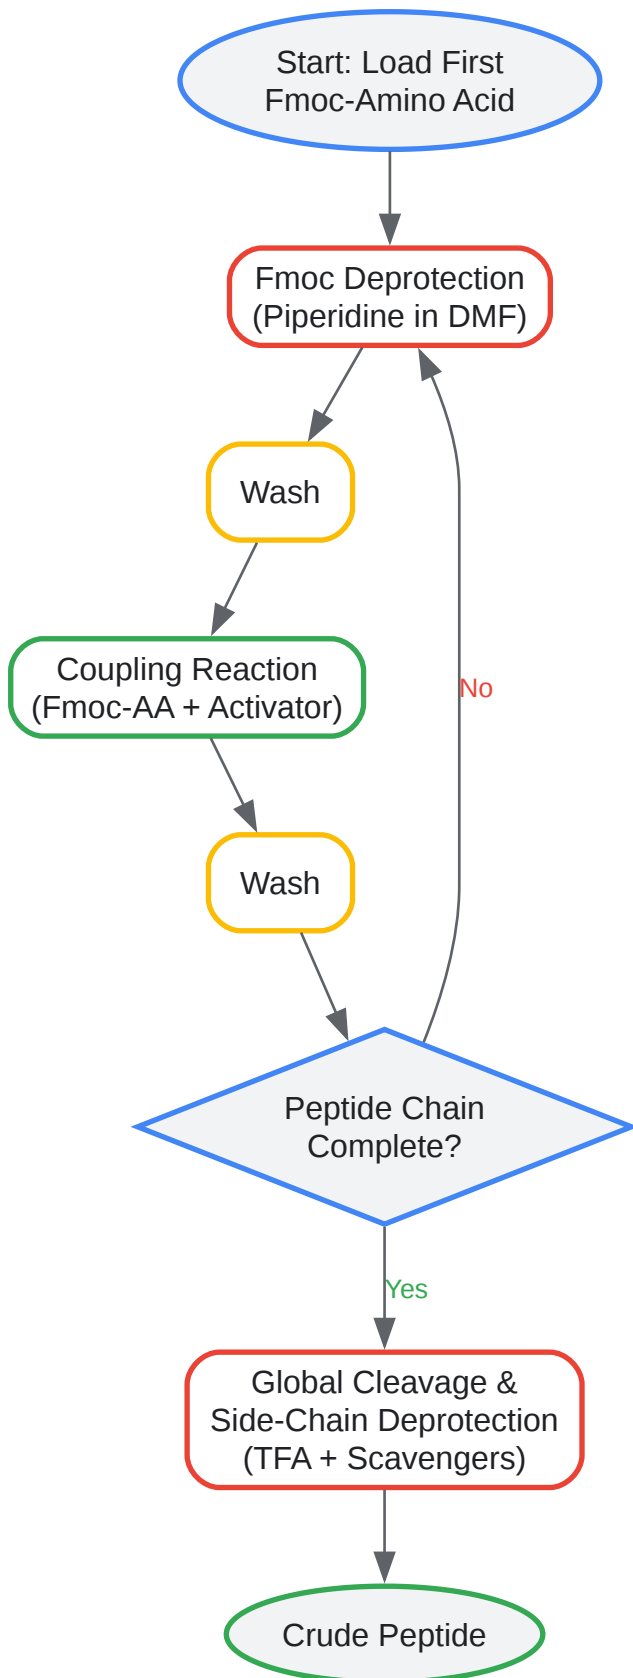 Start: Load First
Fmoc-Amino Acid
Fmoc Deprotection
(Piperidine in DMF)
Wash
Coupling Reaction
(Fmoc-AA + Activator)
No
Wash
Peptide Chain
Complete?
Yes
Global Cleavage &
Side-Chain Deprotection
(TFA + Scavengers)
Crude Peptide